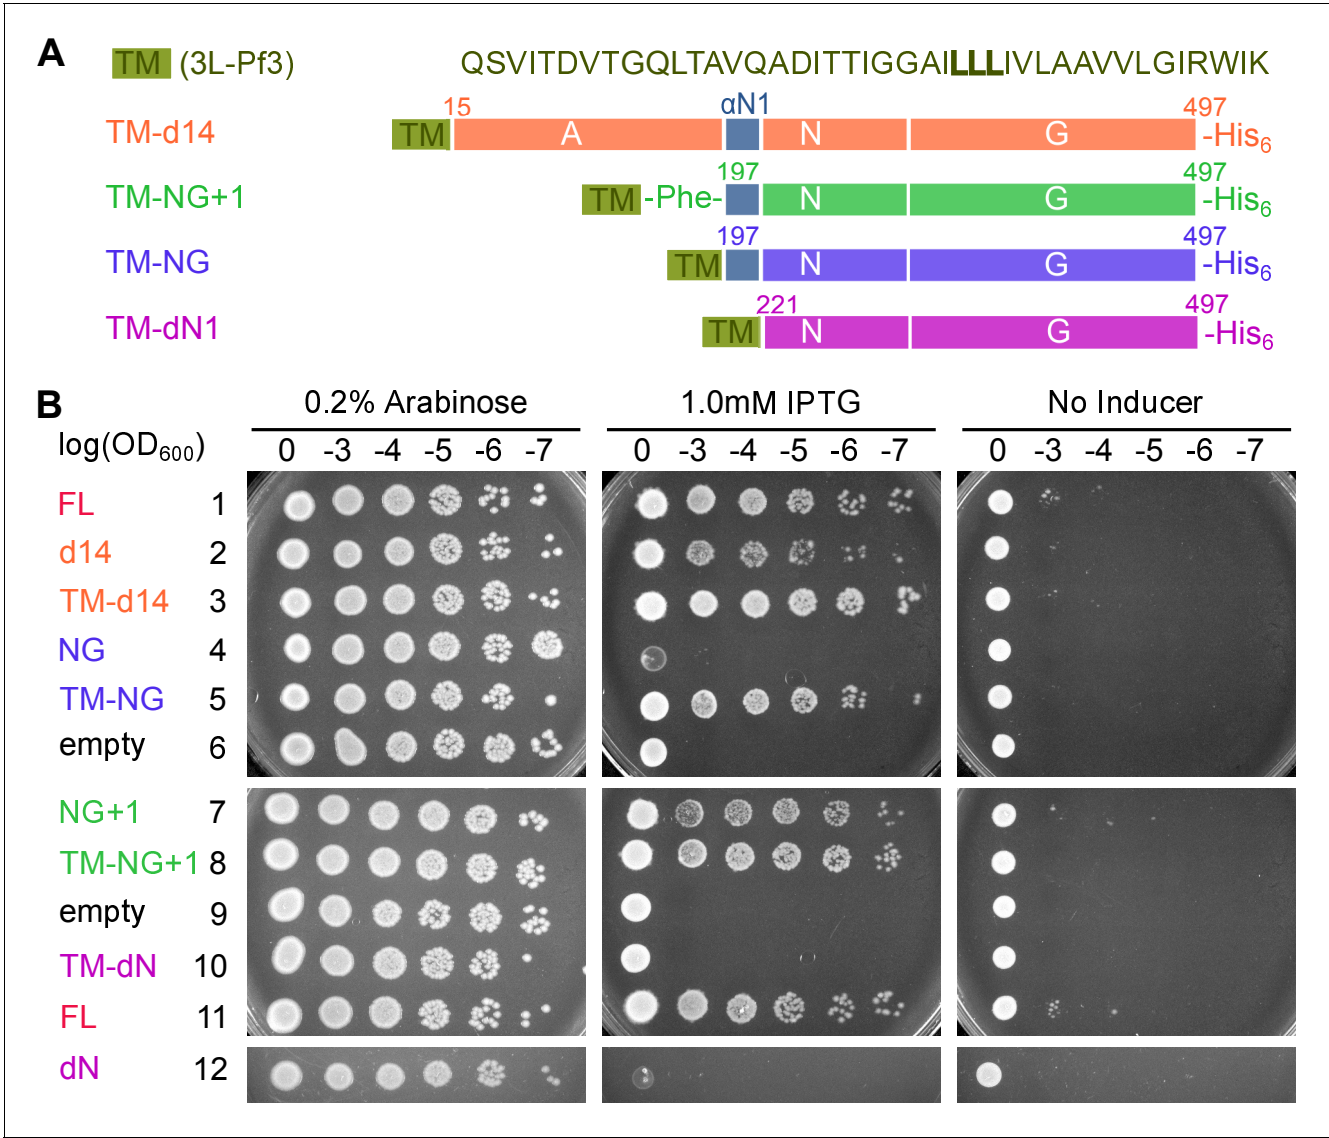 A
TM (3L-Pf3) QSVITDVTGQLTAVQADITTIGGAILLLIVLAAVVLGIRWIK
15 αN1 497
TM-d14 TM A N G -His6
197 497
TM-NG+1 TM -Phe- N G -His6
197 497
TM-NG TM N G -His6
221 497
TM-dN1 TM N G -His6
B
0.2% Arabinose 1.0mM IPTG No Inducer
log(OD600) 0 -3 -4 -5 -6 -7 0 -3 -4 -5 -6 -7 0 -3 -4 -5 -6 -7
FL 1
d14 2
TM-d14 3
NG 4
TM-NG 5
empty 6
NG+1 7
TM-NG+1 8
empty 9
TM-dN 10
FL 11
dN 12